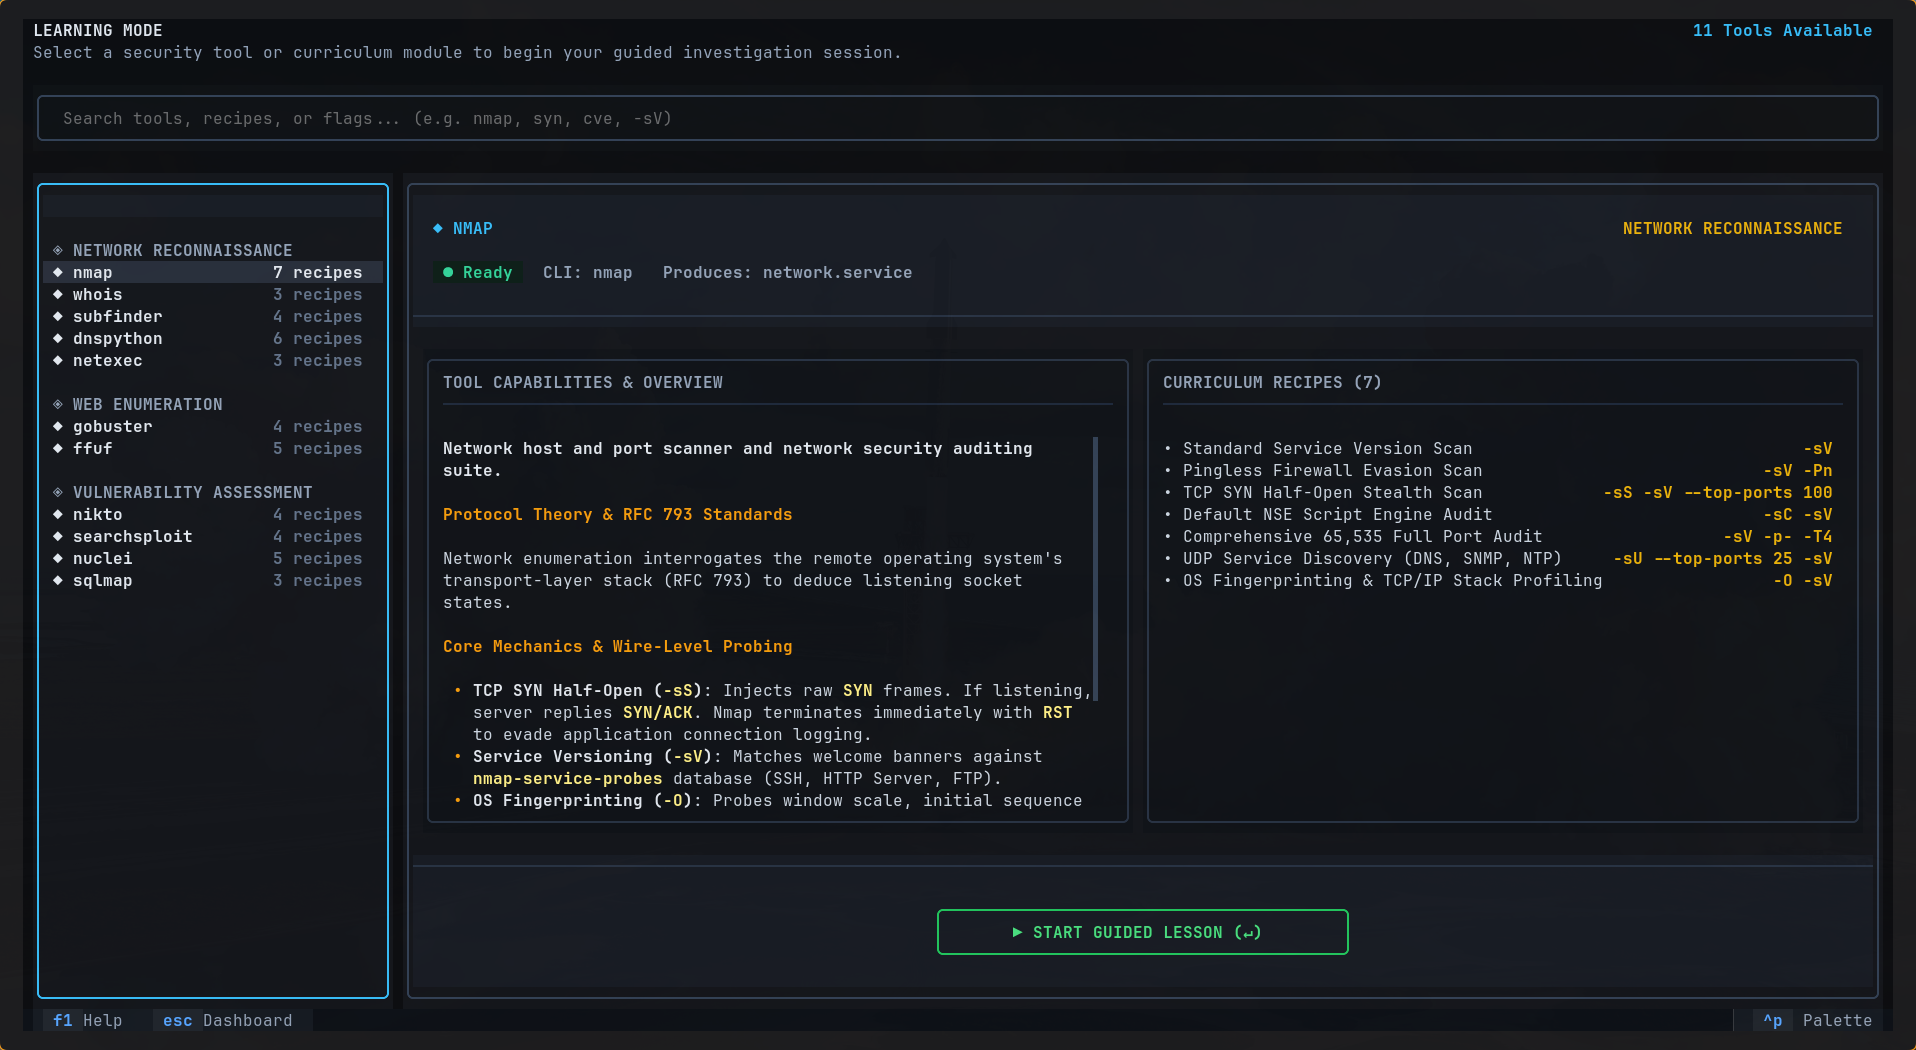 LEARNING MODE
11 Tools Available
Select a security tool or curriculum module to begin your guided investigation session.
Search tools, recipes, or flags... (e.g. nmap, syn, cve, -sV)
◈ NETWORK RECONNAISSANCE
◆ nmap 7 recipes
◆ whois 3 recipes
◆ subfinder 4 recipes
◆ dnspython 6 recipes
◆ netexec 3 recipes
◈ WEB ENUMERATION
◆ gobuster 4 recipes
◆ ffuf 5 recipes
◈ VULNERABILITY ASSESSMENT
◆ nikto 4 recipes
◆ searchsploit 4 recipes
◆ nuclei 5 recipes
◆ sqlmap 3 recipes
◆ NMAP
NETWORK RECONNAISSANCE
● Ready CLI: nmap Produces: network.service
TOOL CAPABILITIES & OVERVIEW
Network host and port scanner and network security auditing
suite.
Protocol Theory & RFC 793 Standards
Network enumeration interrogates the remote operating system's
transport-layer stack (RFC 793) to deduce listening socket
states.
Core Mechanics & Wire-Level Probing
• TCP SYN Half-Open (-sS): Injects raw SYN frames. If listening,
server replies SYN/ACK. Nmap terminates immediately with RST
to evade application connection logging.
• Service Versioning (-sV): Matches welcome banners against
nmap-service-probes database (SSH, HTTP Server, FTP).
• OS Fingerprinting (-O): Probes window scale, initial sequence
CURRICULUM RECIPES (7)
• Standard Service Version Scan -sV
• Pingless Firewall Evasion Scan -sV -Pn
• TCP SYN Half-Open Stealth Scan -sS -sV --top-ports 100
• Default NSE Script Engine Audit -sC -sV
• Comprehensive 65,535 Full Port Audit -sV -p- -T4
• UDP Service Discovery (DNS, SNMP, NTP) -sU --top-ports 25 -sV
• OS Fingerprinting & TCP/IP Stack Profiling -O -sV
▶ START GUIDED LESSON (↵)
f1 Help esc Dashboard
^p Palette